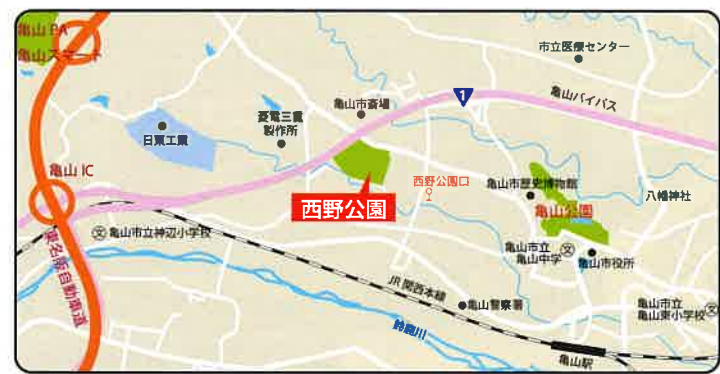 亀山PA
亀山スマート
市立医療センター
1
亀山バイパス
亀山市斎場
菱電三重
製作所
日東工業
亀山IC
西野公園口
亀山市歴史博物館
八幡神社
西野公園
亀山公園
文 亀山市立神辺小学校
亀山市立
亀山中学 文
亀山市役所
東名阪自動車道
JR関西本線
亀山警察署
亀山市立
亀山東小学校 文
鈴鹿川
亀山駅